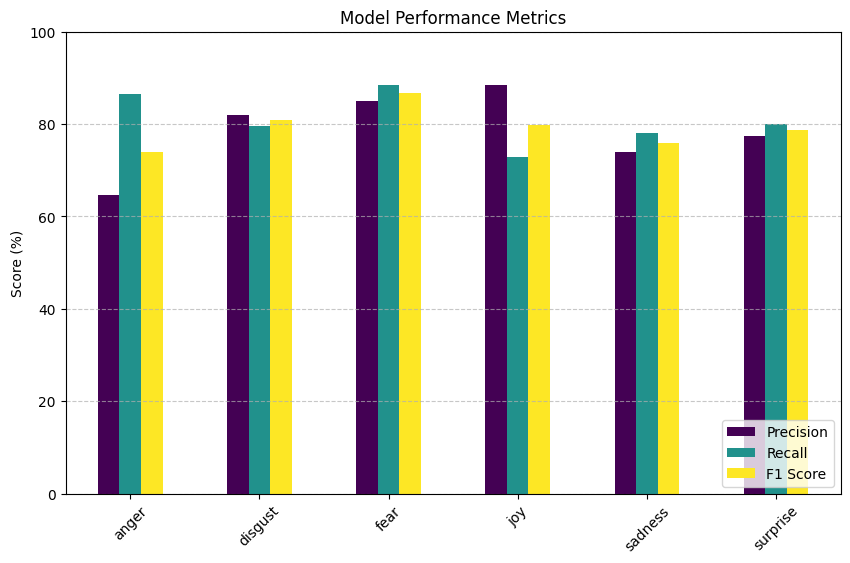 Model Performance Metrics
Score (%)
100
80
60
40
20
0
anger
disgust
fear
joy
sadness
surprise
Precision
Recall
F1 Score